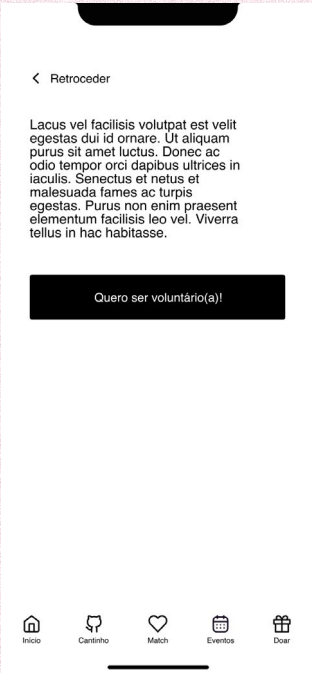 Retroceder
Lacus vel facilisis volutpat est velit
egestas dui id ornare. Ut aliquam
purus sit amet luctus. Donec ac
odio tempor orci dapibus ultrices in
iaculis. Senectus et netus et
malesuada fames ac turpis
egestas. Purus non enim praesent
elementum facilisis leo vel. Viverra
tellus in hac habitasse.
Quero ser voluntário(a)!
Início
Cantinho
Match
Eventos
Doar